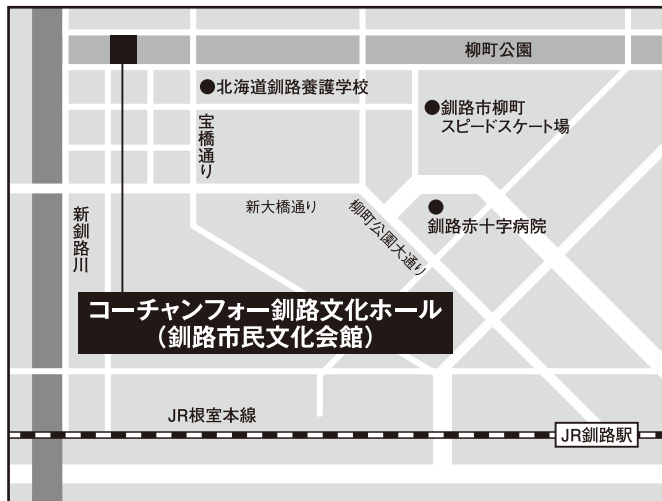 柳町公園
●北海道釧路養護学校
●釧路市柳町
スピードスケート場
宝橋通り
新大橋通り
柳町公園大通り
釧路赤十字病院
新釧路川
コーチャンフォー釧路文化ホール
（釧路市民文化会館）
JR根室本線
JR釧路駅